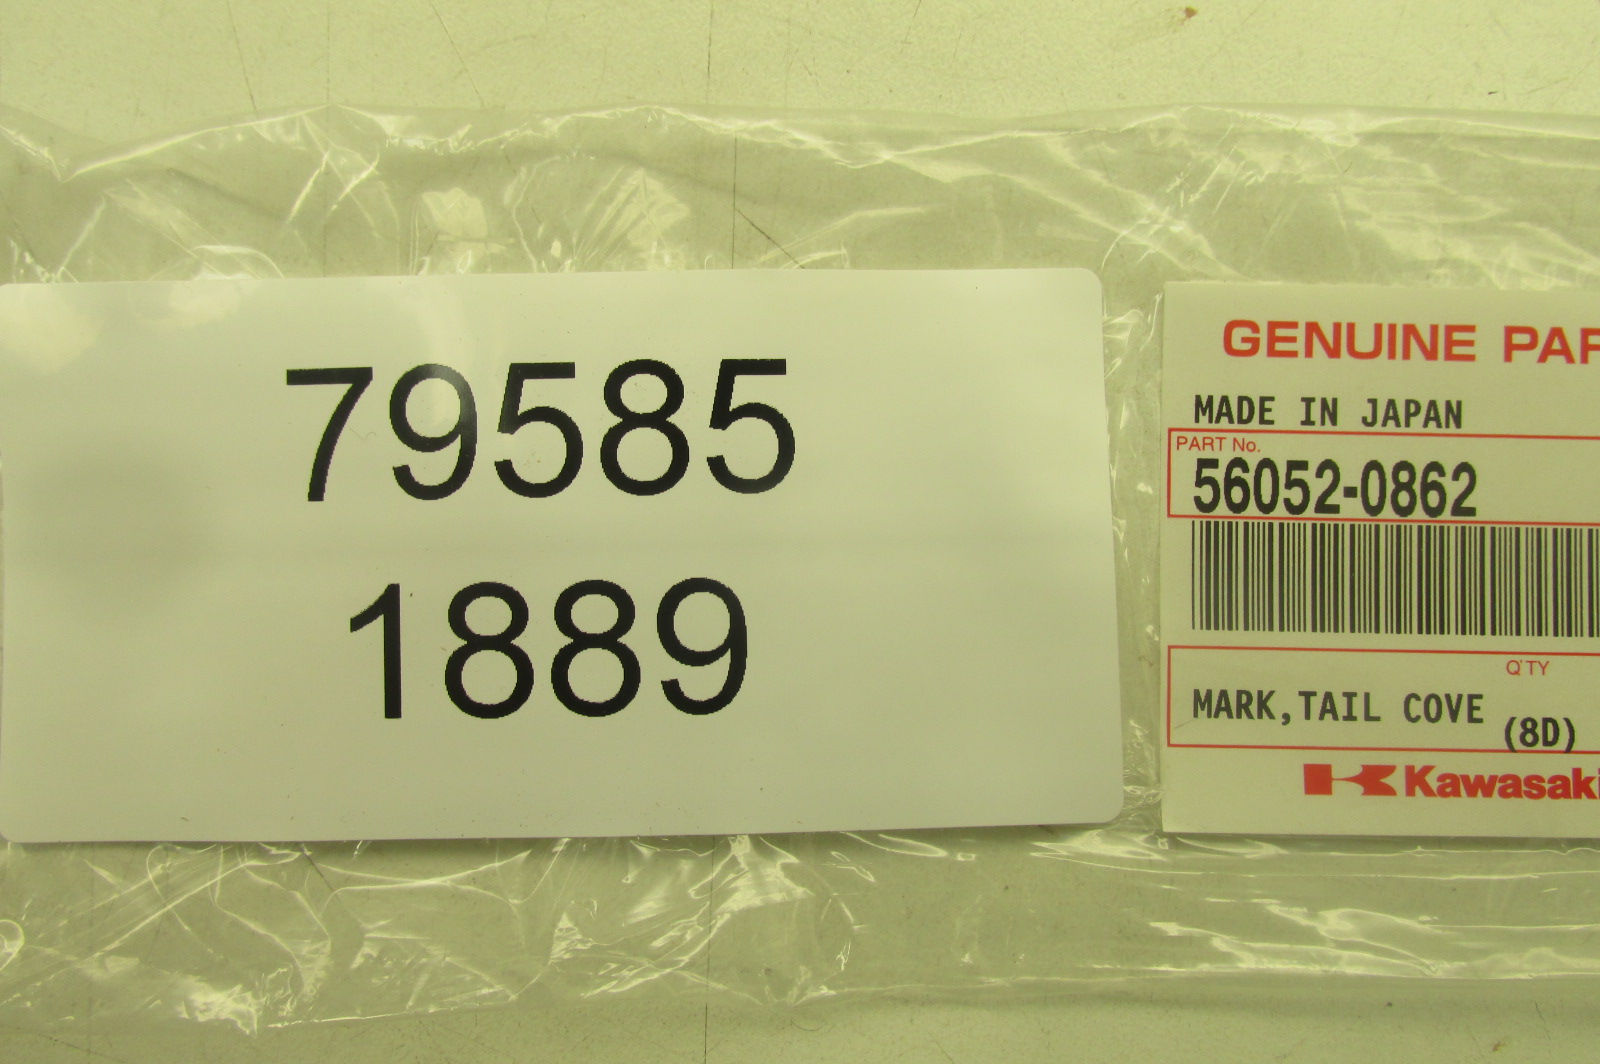 79585
1889
GENUINE PAR
MADE IN JAPAN
PART No.
56052-0862
Q'TY
MARK,TAIL COVE
(8D)
Kawasaki